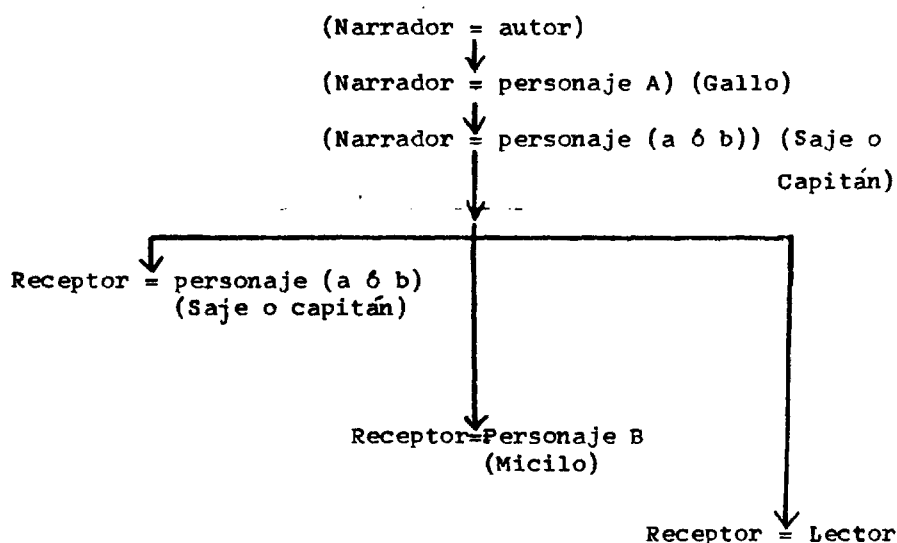 (Narrador = autor)
(Narrador = personaje A) (Gallo)
(Narrador = personaje (a ó b)) (Saje o
Capitán)
Receptor = personaje (a ó b)
(Saje o capitán)
Receptor=Personaje B
(Micilo)
Receptor = Lector